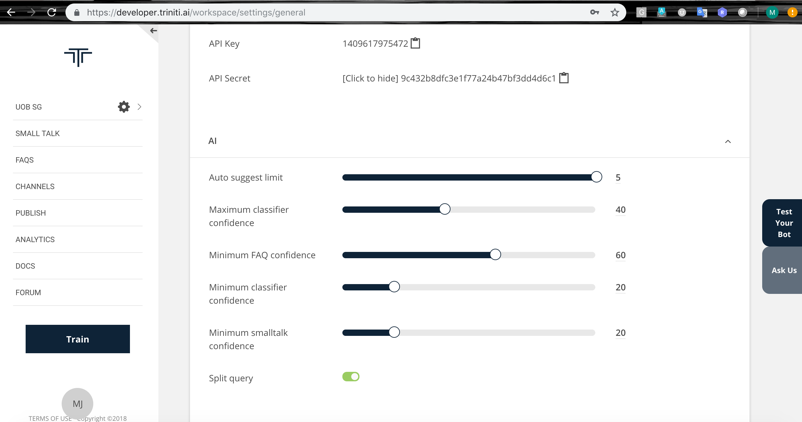 https://developer.triniti.ai/workspace/settings/general
M
API Key
1409617975472
API Secret
[Click to hide] 9c432b8dfc3e1f77a24b47bf3dd4d6c1
UOB SG
SMALL TALK
FAQS
CHANNELS
PUBLISH
ANALYTICS
DOCS
FORUM
Train
MJ
TERMS OF USE
Copyright ©2018
AI
Auto suggest limit
5
Maximum classifier
confidence
40
Minimum FAQ confidence
60
Minimum classifier
confidence
20
Minimum smalltalk
confidence
20
Split query
Test
Your
Bot
Ask Us